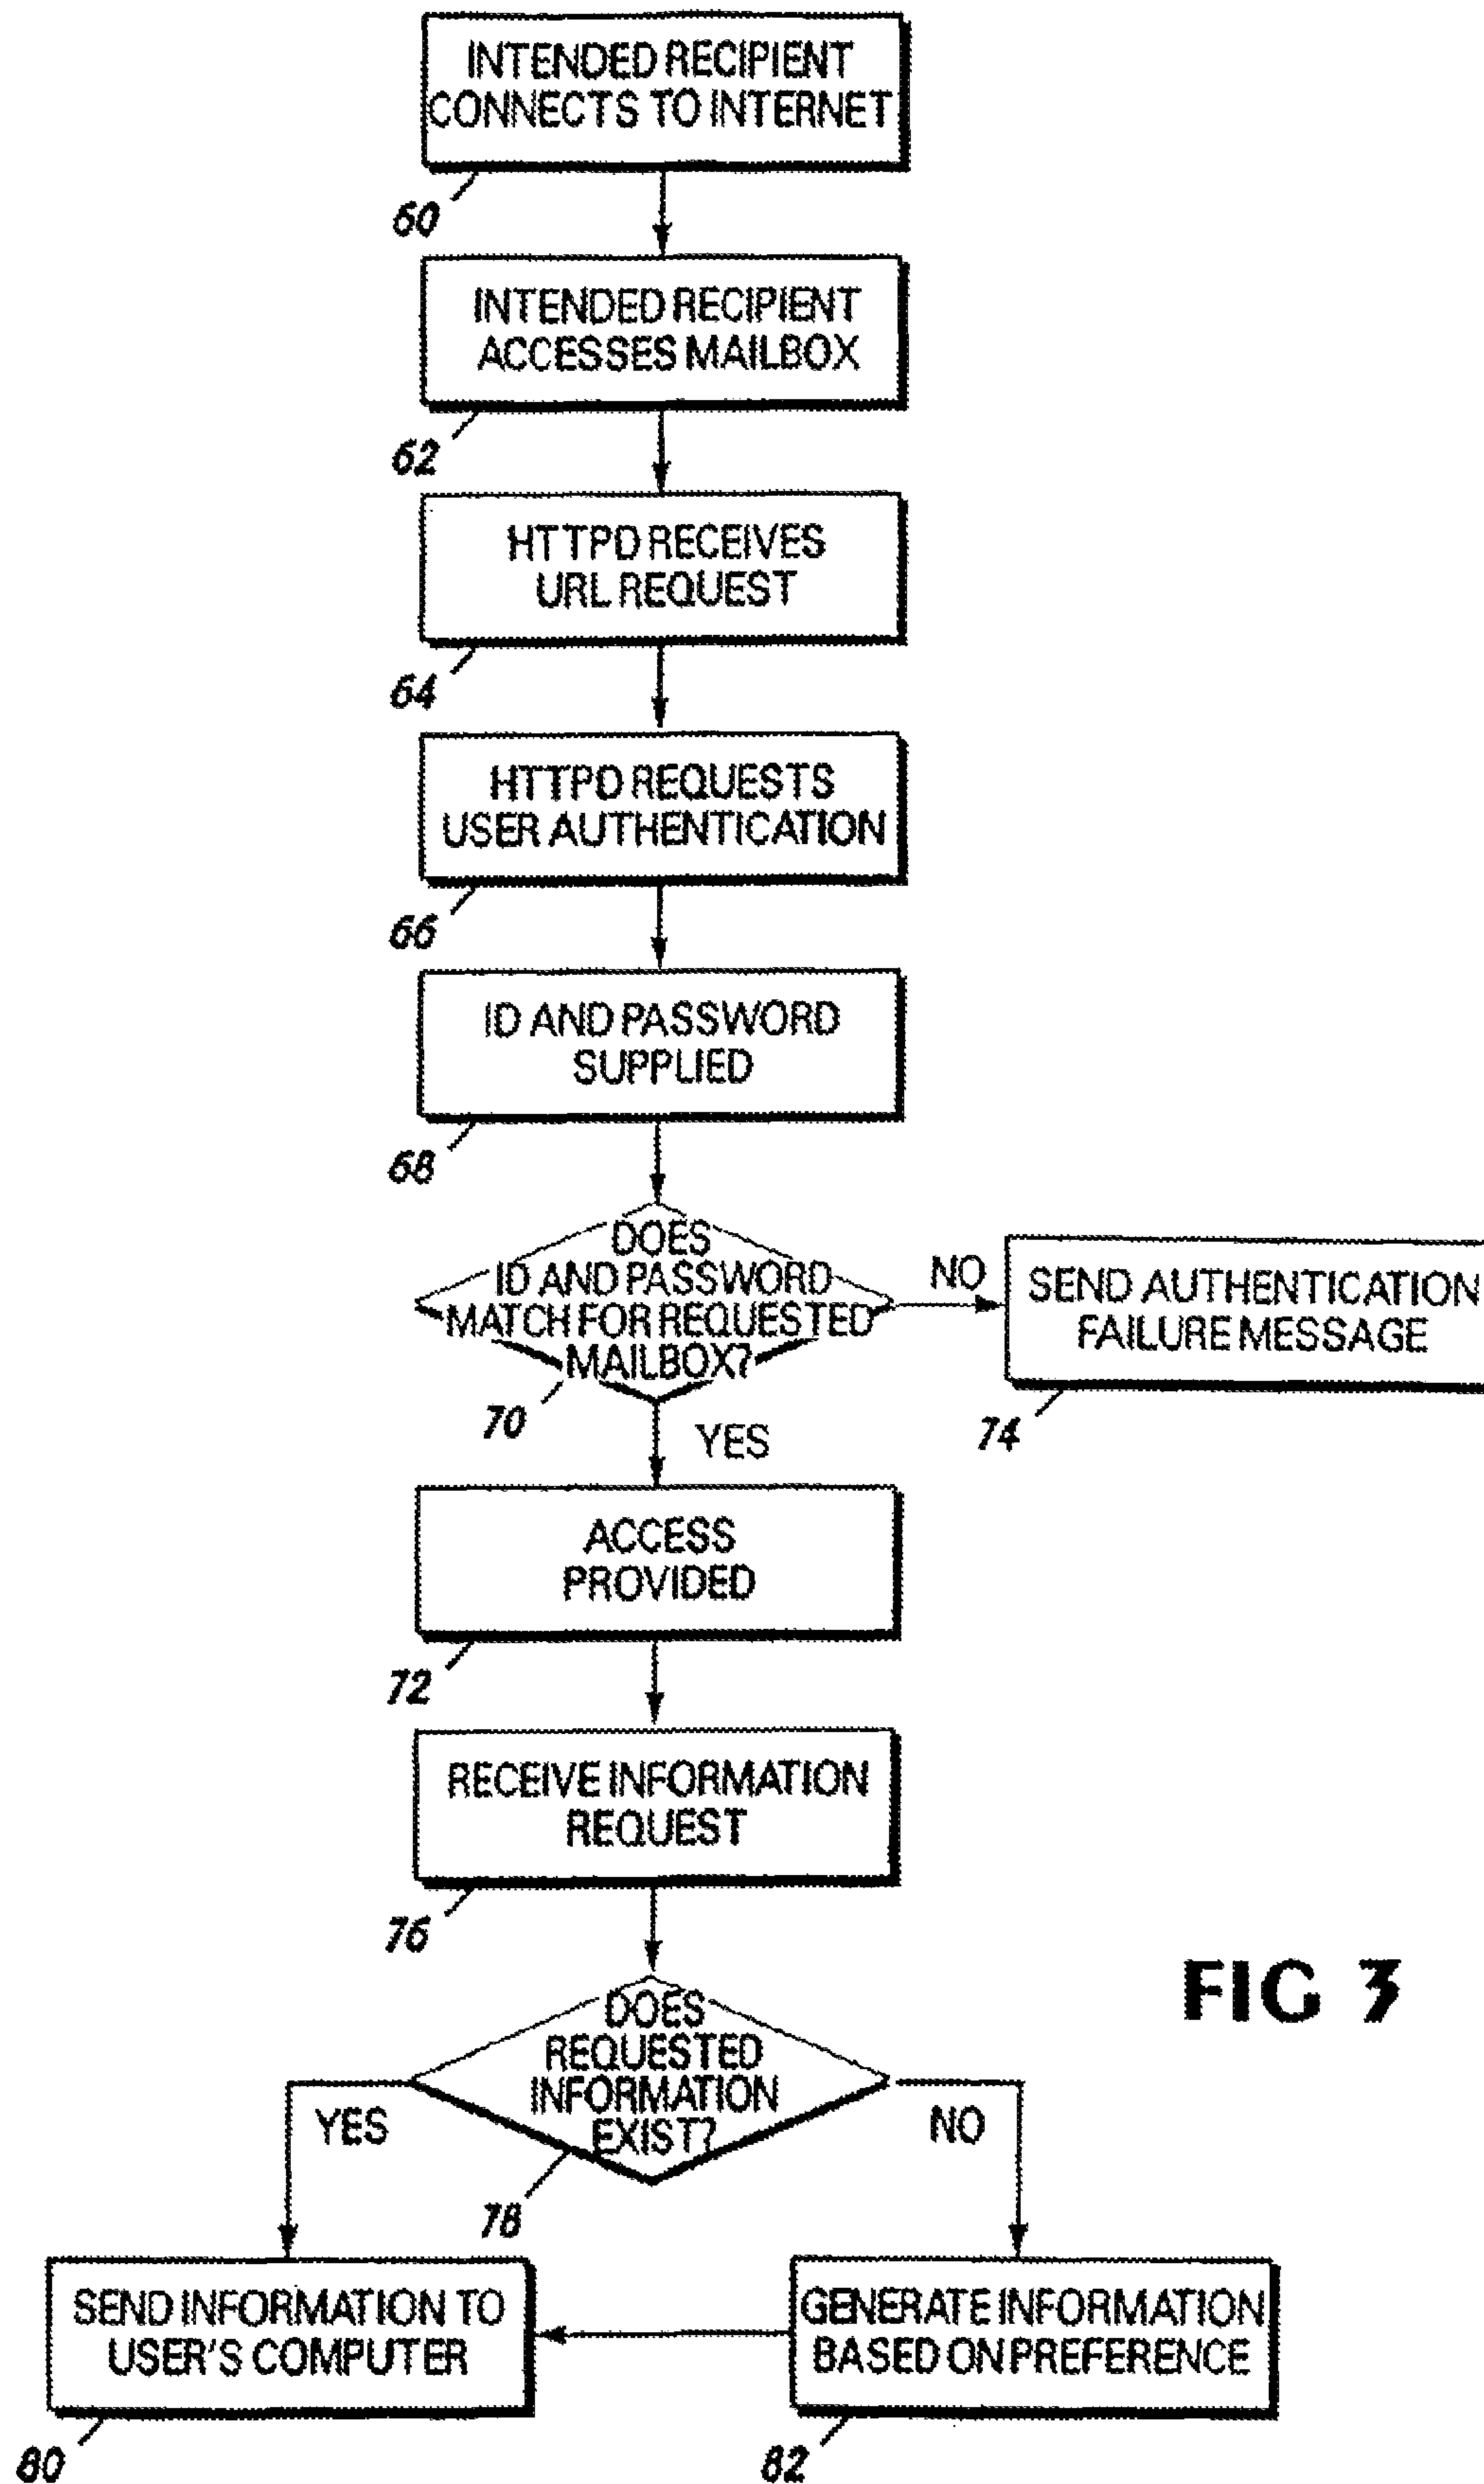 INTENDED RECIPIENT
CONNECTS TO INTERNET
60
INTENDED RECIPIENT
ACCESSES MAILBOX
62
HTTPD RECEIVES
URL REQUEST
64
HTTPD REQUESTS
USER AUTHENTICATION
66
ID AND PASSWORD
SUPPLIED
68
DOES
ID AND PASSWORD
MATCH FOR REQUESTED
MAILBOX?
70
NO
SEND AUTHENTICATION
FAILURE MESSAGE
74
YES
ACCESS
PROVIDED
72
RECEIVE INFORMATION
REQUEST
76
FIG 3
DOES
REQUESTED
INFORMATION
EXIST?
78
YES
NO
SEND INFORMATION TO
USER'S COMPUTER
80
GENERATE INFORMATION
BASED ON PREFERENCE
82